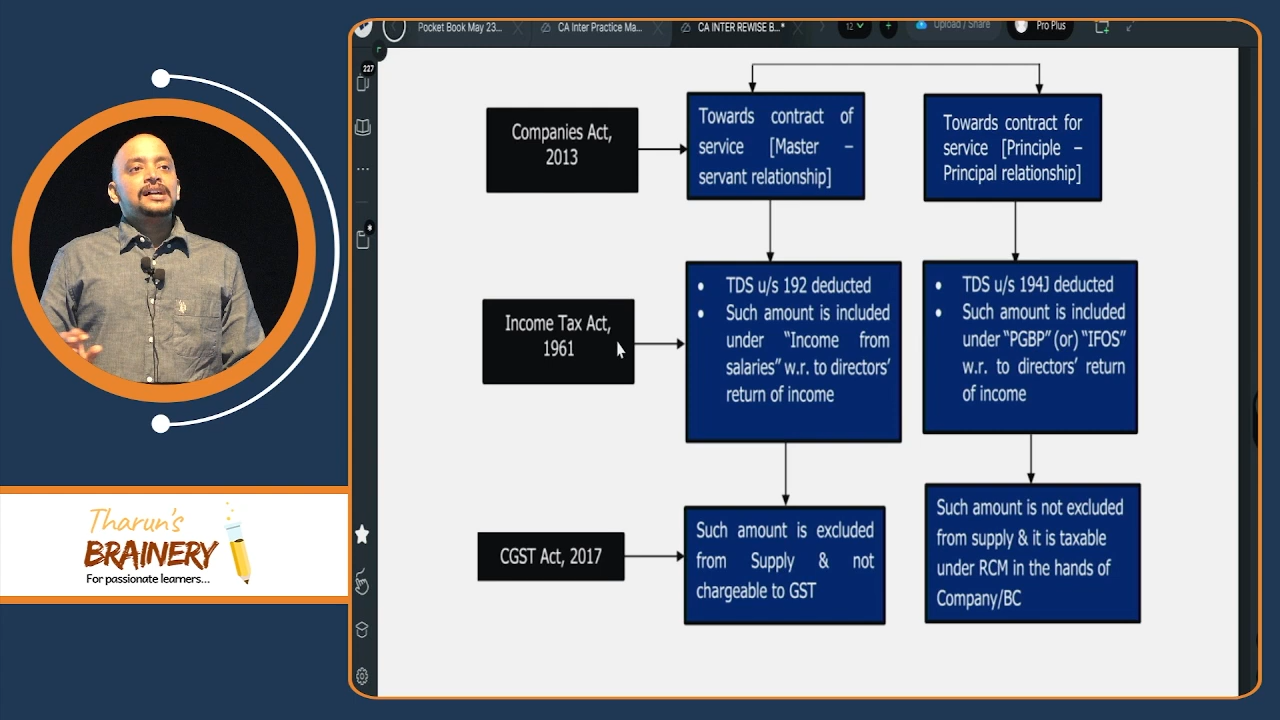 Pocket Book May 23...
CA Inter Practice Ma...
CA INTER REWISE B...*
12
Upload / Share
Pro Plus
227
Companies Act,
2013
Towards contract of
service [Master –
servant relationship]
Towards contract for
service [Principle –
Principal relationship]
Income Tax Act,
1961
• TDS u/s 192 deducted
• Such amount is included
under “Income from
salaries” w.r. to directors’
return of income
• TDS u/s 194J deducted
• Such amount is included
under “PGBP” (or) “IFOS”
w.r. to directors’ return
of income
CGST Act, 2017
Such amount is excluded
from Supply & not
chargeable to GST
Such amount is not excluded
from supply & it is taxable
under RCM in the hands of
Company/BC
Tharun's
BRAINERY
For passionate learners...